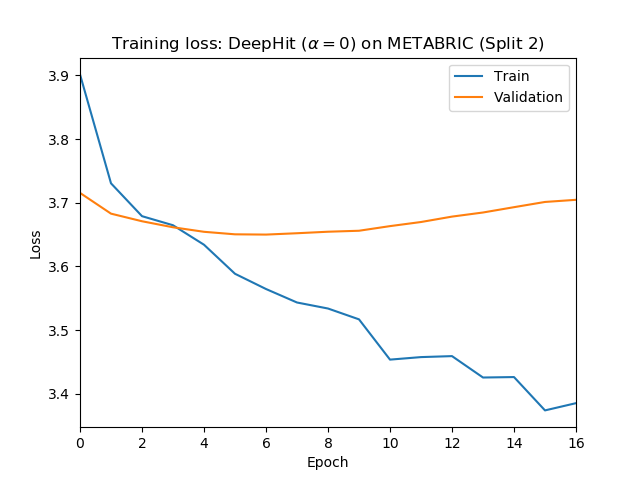 Training loss: DeepHit (α = 0) on METABRIC (Split 2)
Train
Validation
3.9
3.8
3.7
3.6
3.5
3.4
Loss
0 2 4 6 8 10 12 14 16
Epoch